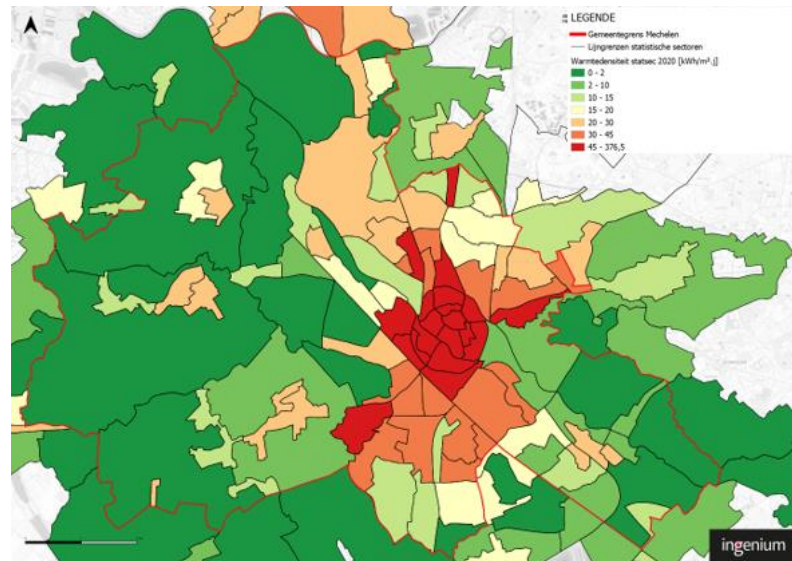 LEGENDE
Gemeentegrens Mechelen
Lijngrenzen statistische sectoren
Warmtedensiteit statsec 2020 [kWh/m².j]
0 - 2
2 - 10
10 - 15
15 - 20
20 - 30
30 - 45
45 - 376,5
ingenium